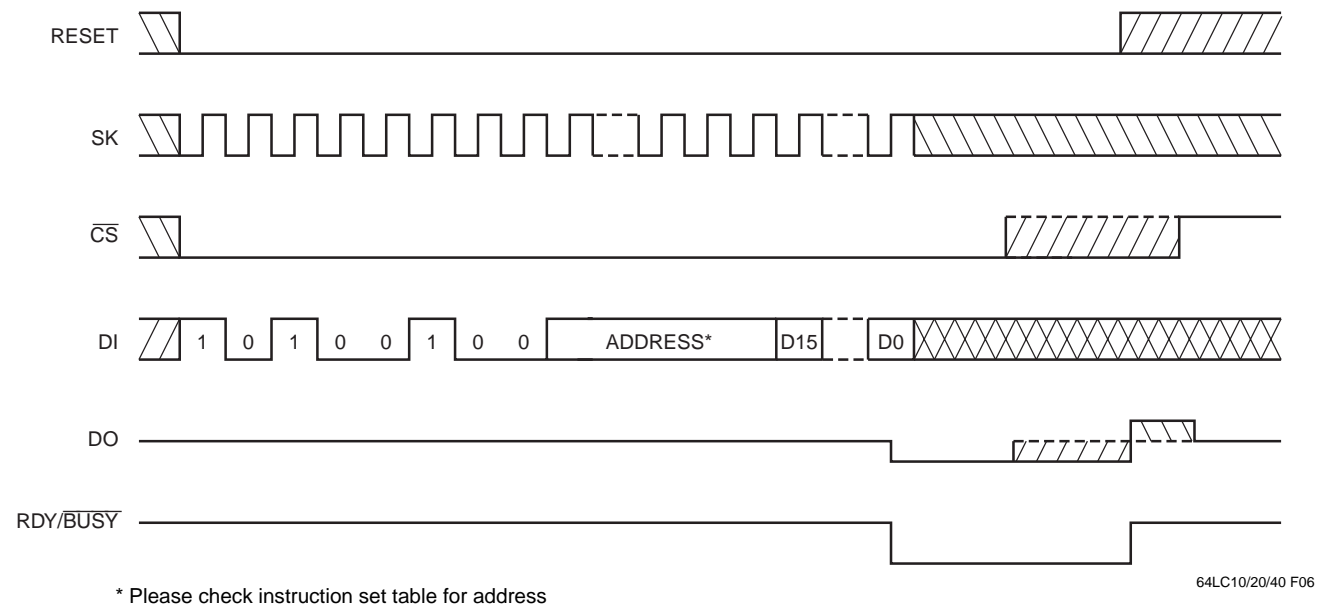 RESET
SK
CS
DI 1 0 1 0 0 1 0 0 ADDRESS* D15 D0
DO
RDY/BUSY
64LC10/20/40 F06
* Please check instruction set table for address